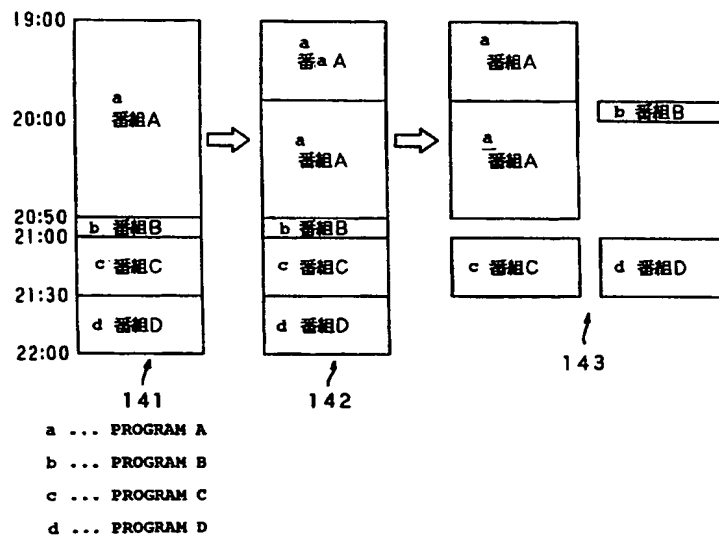 19:00
20:00
20:50
21:00
21:30
22:00
a
番組A
b 番組B
c 番組C
d 番組D
141
a
番a A
a
番組A
b 番組B
c 番組C
d 番組D
142
a
番組A
a
番組A
b 番組B
c 番組C
d 番組D
143
a ... PROGRAM A
b ... PROGRAM B
c ... PROGRAM C
d ... PROGRAM D